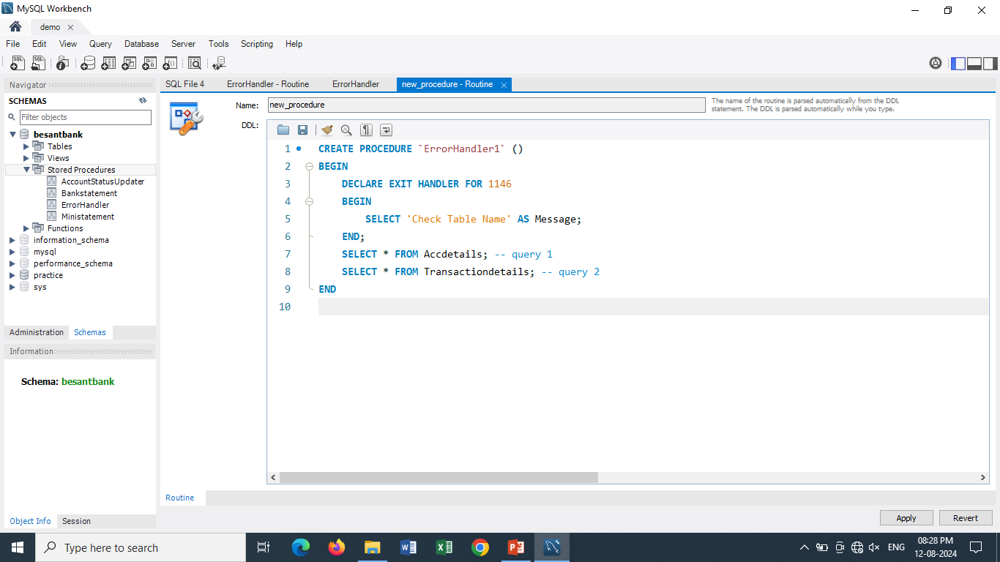 MySQL Workbench
demo
File Edit View Query Database Server Tools Scripting Help
Navigator
SCHEMAS
Filter objects
besantbank
Tables
Views
Stored Procedures
AccountStatusUpdater
Bankstatement
ErrorHandler
Ministatement
Functions
information_schema
mysql
performance_schema
practice
sys
Administration Schemas
Information
Schema: besantbank
Object Info Session
SQL File 4 ErrorHandler - Routine ErrorHandler new_procedure - Routine
Name: new_procedure
The name of the routine is parsed automatically from the DDL
statement. The DDL is parsed automatically while you type.
DDL:
1 CREATE PROCEDURE `ErrorHandler1` ()
2 BEGIN
3 DECLARE EXIT HANDLER FOR 1146
4 BEGIN
5 SELECT 'Check Table Name' AS Message;
6 END;
7 SELECT * FROM Accdetails; -- query 1
8 SELECT * FROM Transactiondetails; -- query 2
9 END
10
Routine
Apply Revert
Type here to search
ENG
08:28 PM
12-08-2024